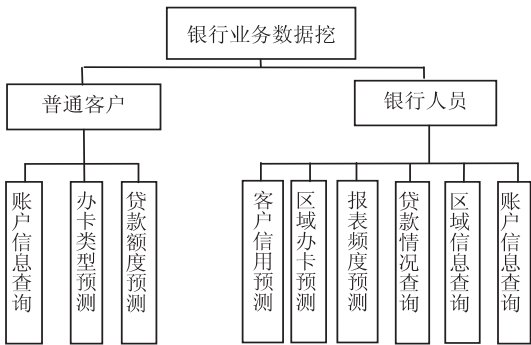 银行业务数据挖
普通客户
银行人员
账户信息查询
办卡类型预测
贷款额度预测
客户信用预测
区域办卡预测
报表频度预测
贷款情况查询
区域信息查询
账户信息查询